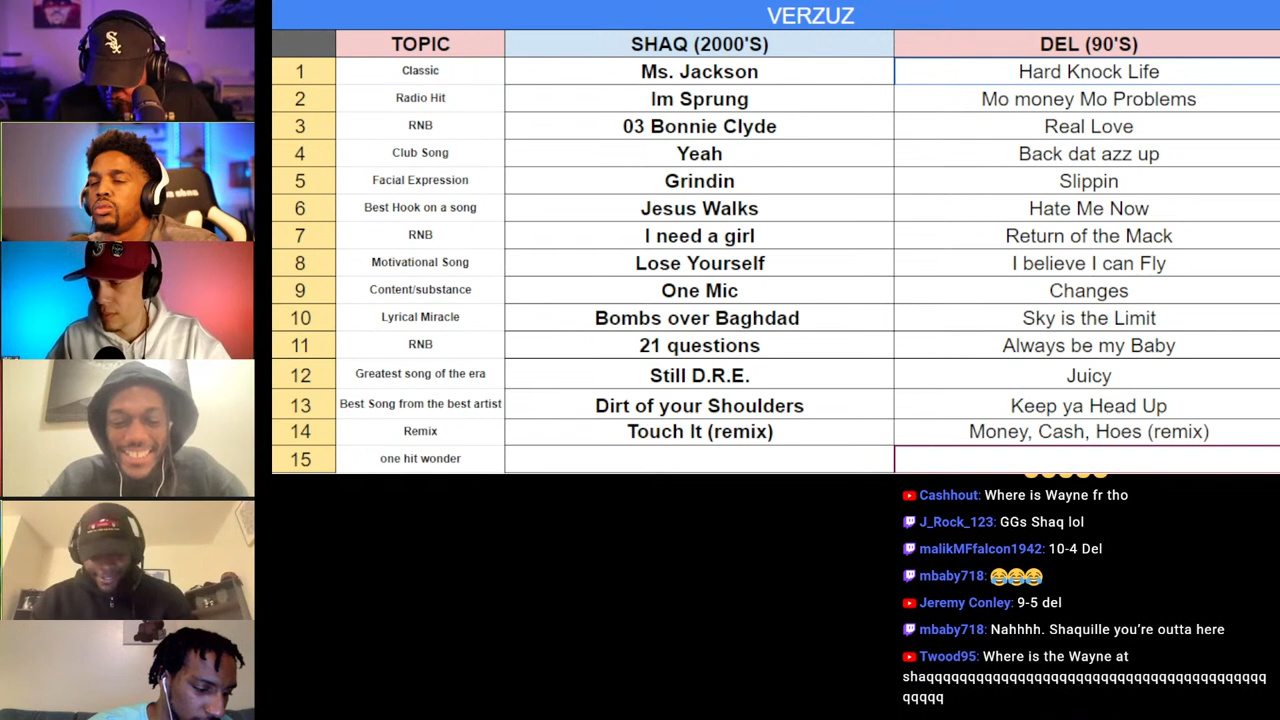 VERZUZ
TOPIC SHAQ (2000'S) DEL (90'S)
1 Classic Ms. Jackson Hard Knock Life
2 Radio Hit Im Sprung Mo money Mo Problems
3 RNB 03 Bonnie Clyde Real Love
4 Club Song Yeah Back dat azz up
5 Facial Expression Grindin Slippin
6 Best Hook on a song Jesus Walks Hate Me Now
7 RNB I need a girl Return of the Mack
8 Motivational Song Lose Yourself I believe I can Fly
9 Content/substance One Mic Changes
10 Lyrical Miracle Bombs over Baghdad Sky is the Limit
11 RNB 21 questions Always be my Baby
12 Greatest song of the era Still D.R.E. Juicy
13 Best Song from the best artist Dirt of your Shoulders Keep ya Head Up
14 Remix Touch It (remix) Money, Cash, Hoes (remix)
15 one hit wonder
Cashhout: Where is Wayne fr tho
J_Rock_123: GGs Shaq lol
malikMFfalcon1942: 10-4 Del
mbaby718: 😂😂😂
Jeremy Conley: 9-5 del
mbaby718: Nahhhh. Shaquille you’re outta here
Twood95: Where is the Wayne at
shaqqqqqqqqqqqqqqqqqqqqqqqqqqqqqqqqqqqqqqqq
qqqqq